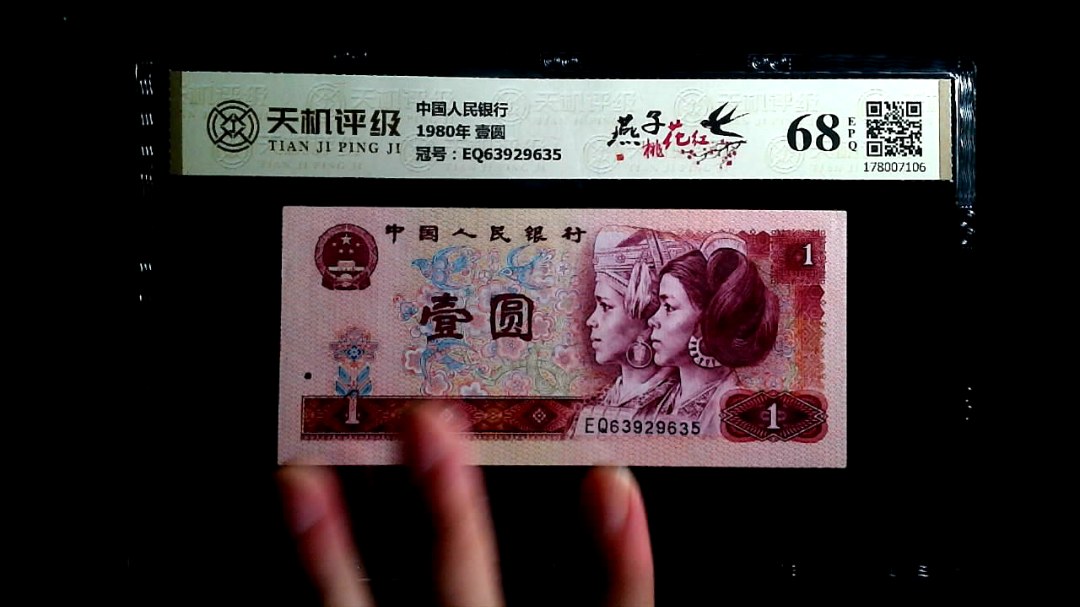 天机评级
TIAN JI PING JI
中国人民银行
1980年 壹圆
冠号：EQ63929635
燕子
桃花红
68
EPQ
178007106
中国人民银行
壹圆
1
1
1
EQ63929635